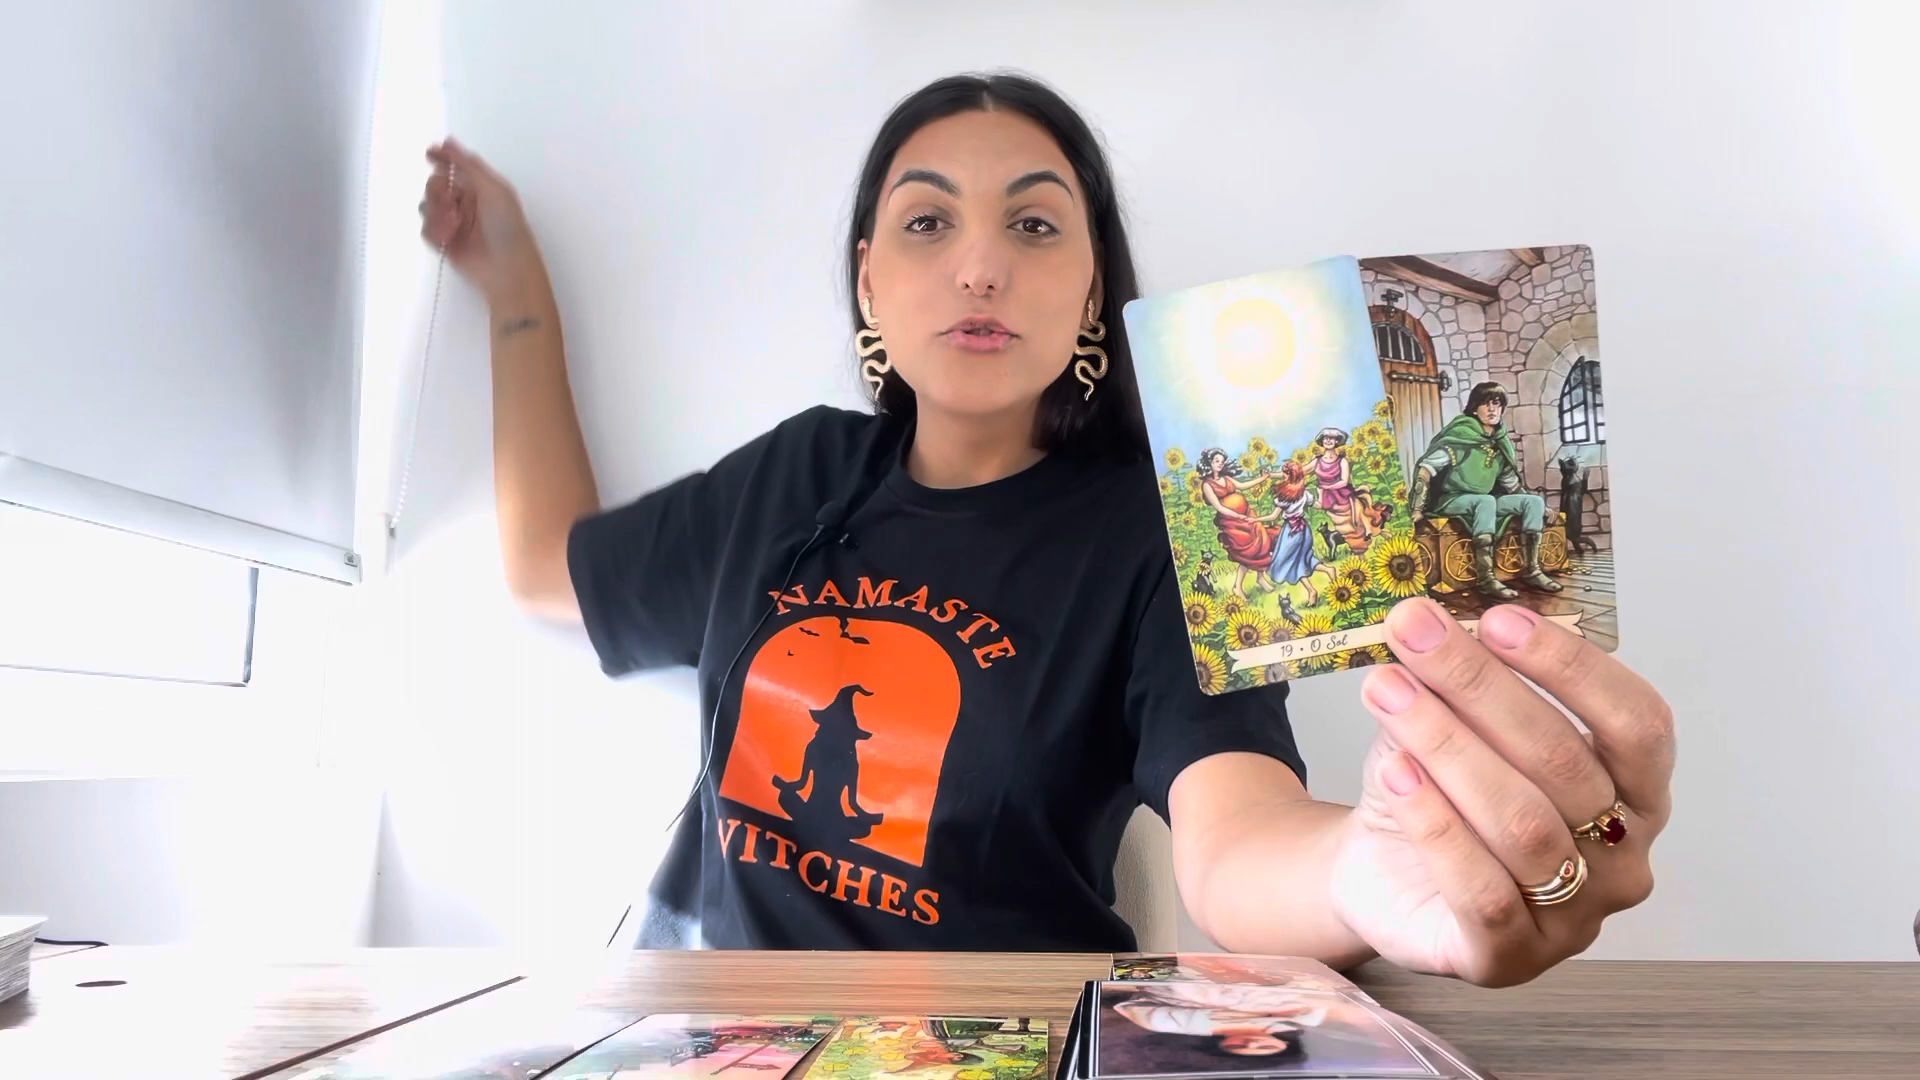 NAMASTE
WITCHES
19 • O Sol